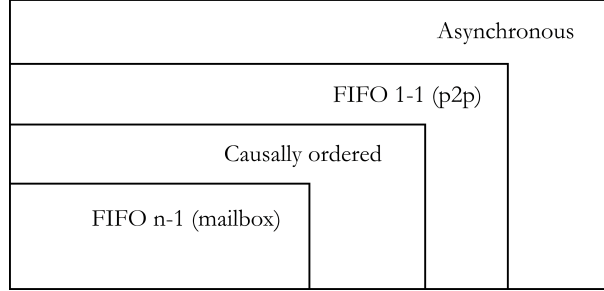 Asynchronous
FIFO 1-1 (p2p)
Causally ordered
FIFO n-1 (mailbox)